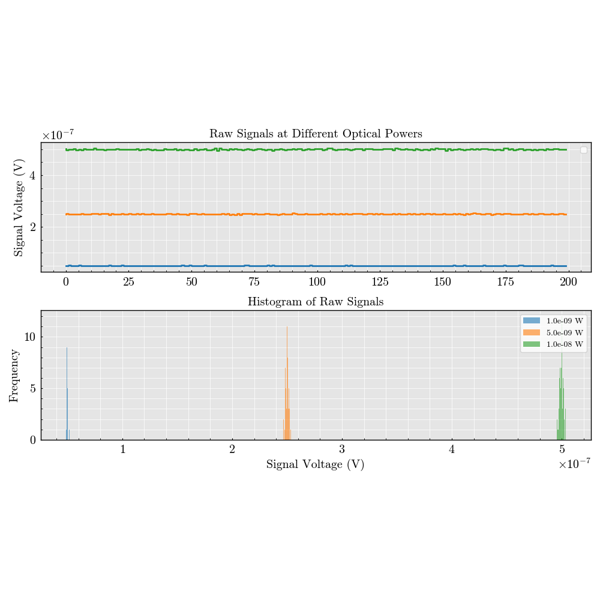 Raw Signals at Different Optical Powers
×10⁻⁷
Signal Voltage (V)
4
2
0 25 50 75 100 125 150 175 200
Histogram of Raw Signals
Frequency
10
5
0
1.0e-09 W
5.0e-09 W
1.0e-08 W
1 2 3 4 5
Signal Voltage (V)
×10⁻⁷